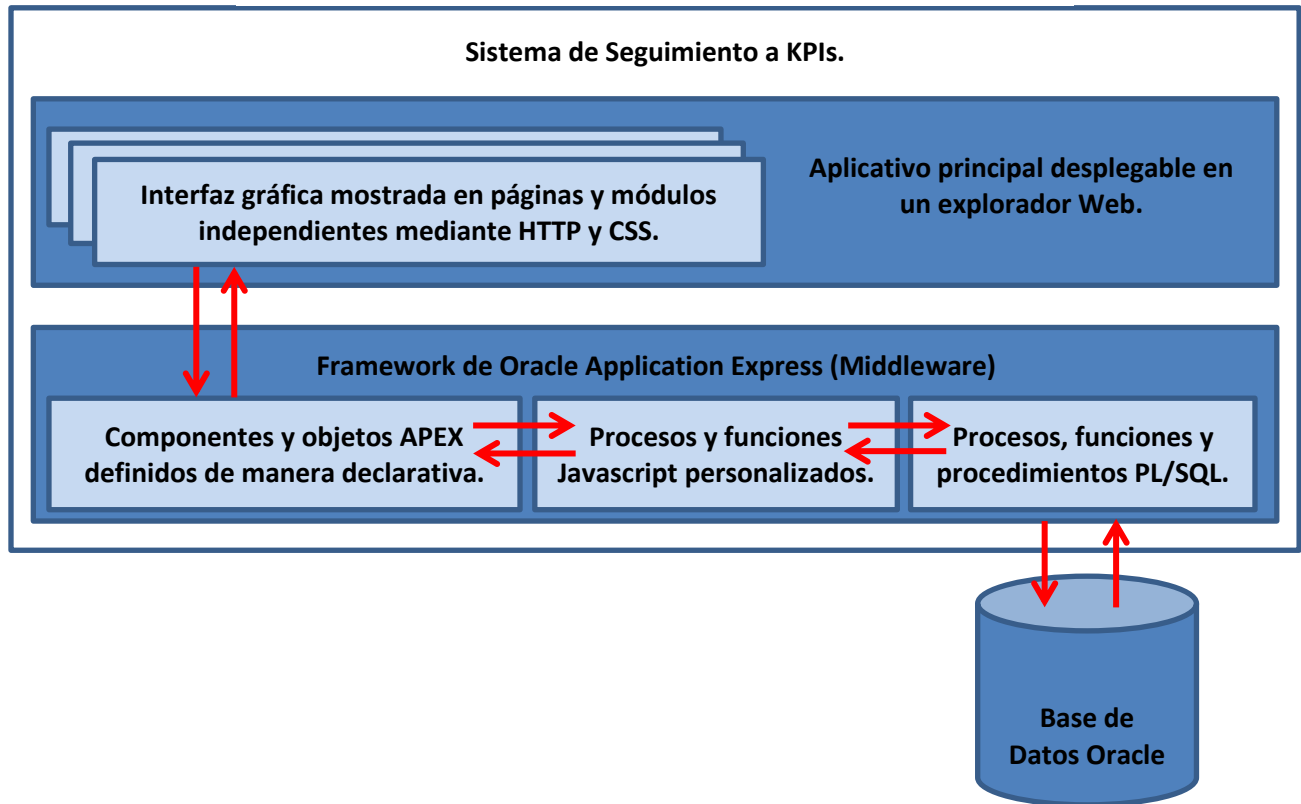 Sistema de Seguimiento a KPIs.
Interfaz gráfica mostrada en páginas y módulos
independientes mediante HTTP y CSS.
Aplicativo principal desplegable en
un explorador Web.
Framework de Oracle Application Express (Middleware)
Componentes y objetos APEX
definidos de manera declarativa.
Procesos y funciones
Javascript personalizados.
Procesos, funciones y
procedimientos PL/SQL.
Base de
Datos Oracle